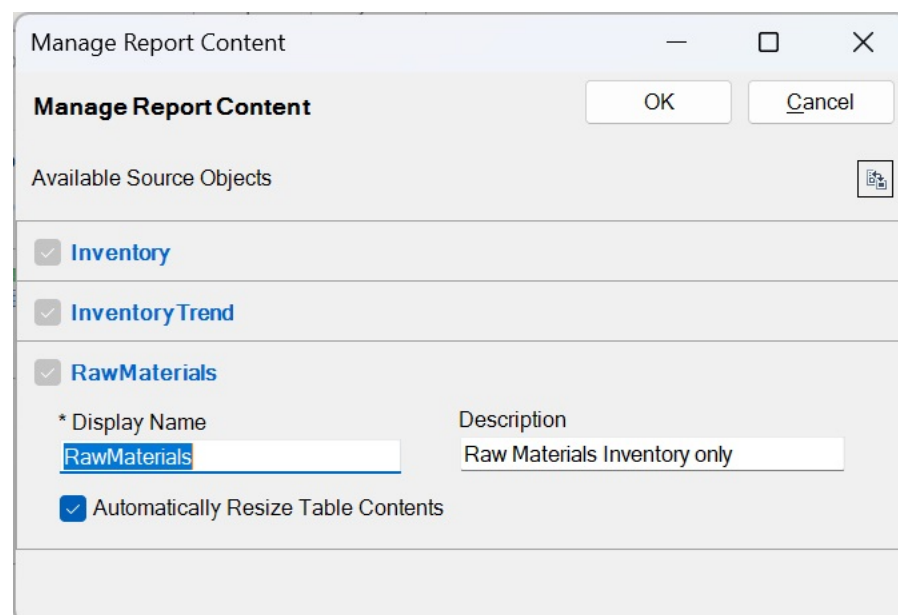 Manage Report Content
Manage Report Content
OK
Cancel
Available Source Objects
Inventory
InventoryTrend
RawMaterials
* Display Name
Description
RawMaterials
Raw Materials Inventory only
Automatically Resize Table Contents